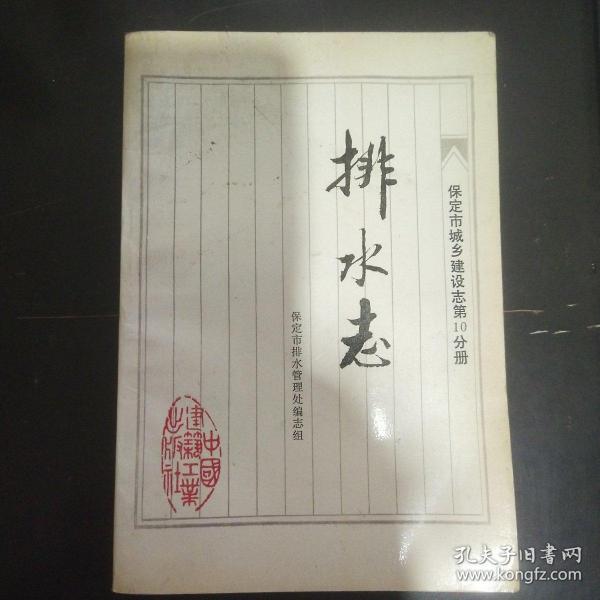 保定市城乡建设志第10分册
排水志
保定市排水管理处编志组
中國
建筑工业
出版社
孔夫子旧書网
www.kongfz.com